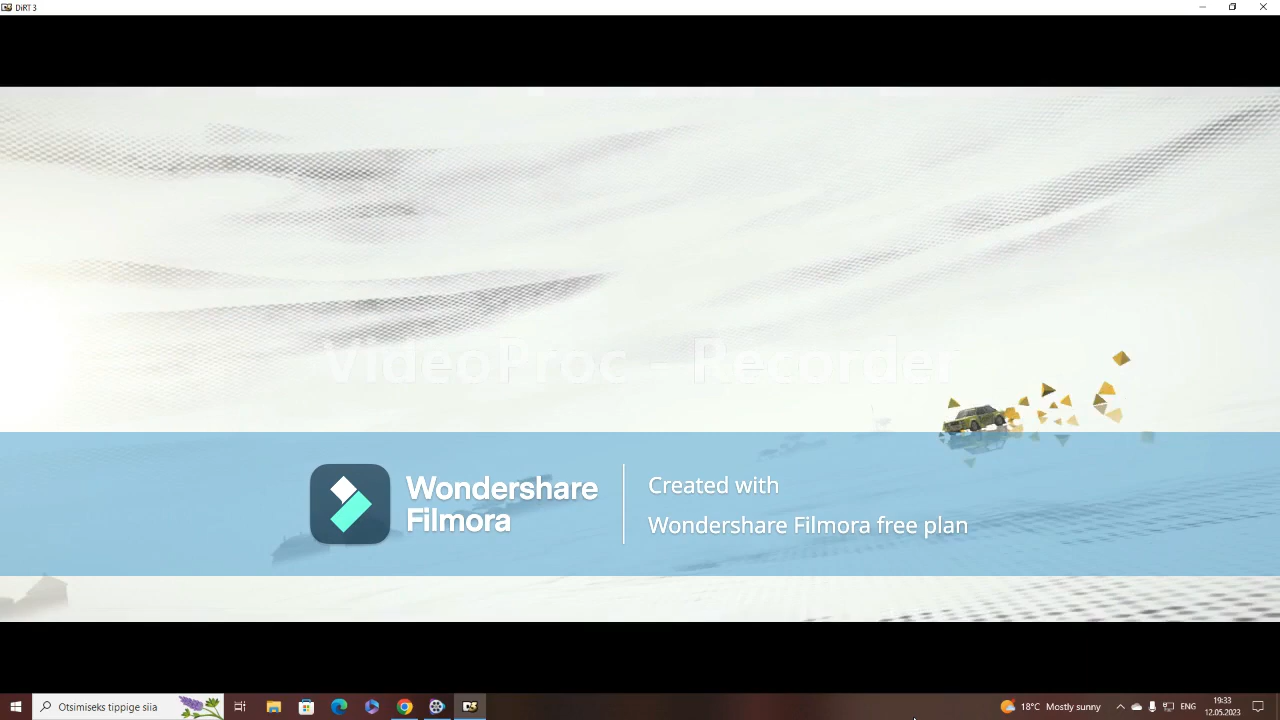 DiRT 3
VideoProc - Recorder
Wondershare
Filmora
Created with
Wondershare Filmora free plan
Otsimiseks tippige siia
18°C Mostly sunny
ENG
19:33
12.05.2023